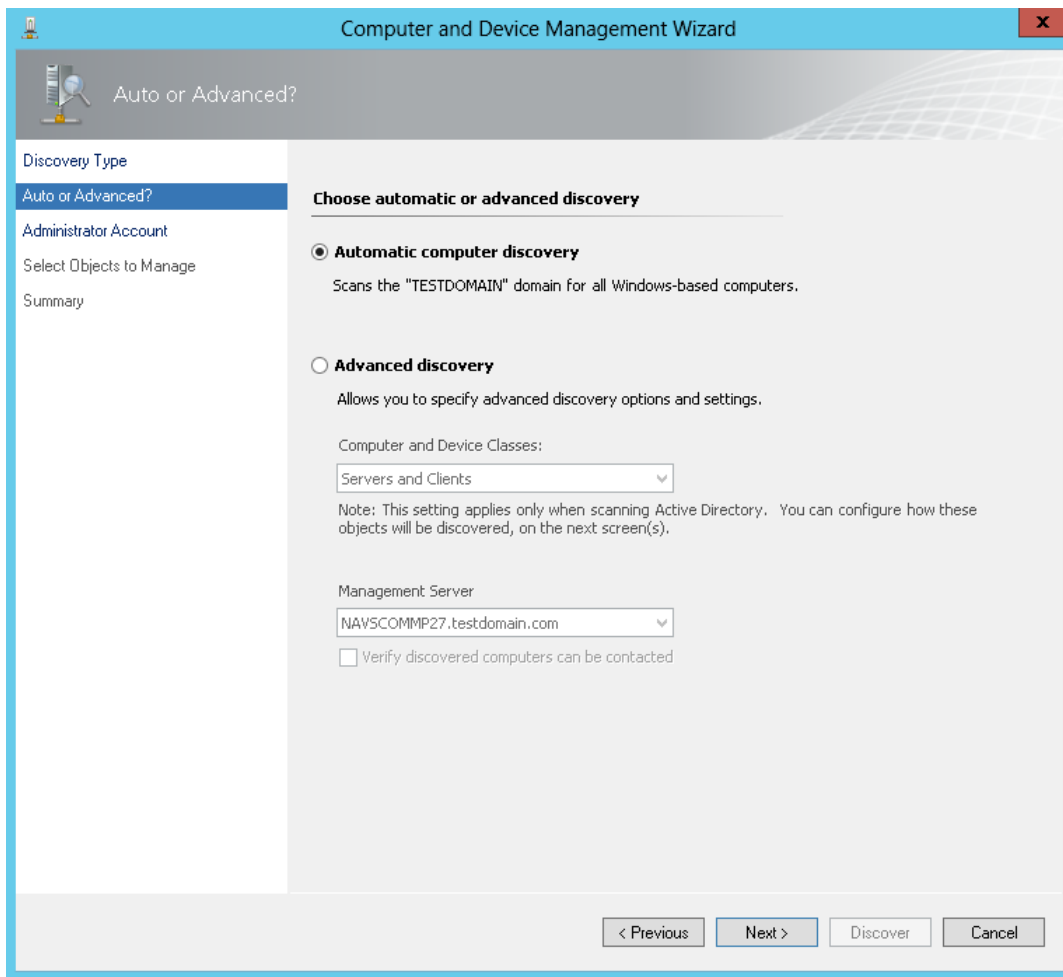 Computer and Device Management Wizard
x
Auto or Advanced?
Discovery Type
Auto or Advanced?
Administrator Account
Select Objects to Manage
Summary
Choose automatic or advanced discovery
Automatic computer discovery
Scans the "TESTDOMAIN" domain for all Windows-based computers.
Advanced discovery
Allows you to specify advanced discovery options and settings.
Computer and Device Classes:
Servers and Clients
Note: This setting applies only when scanning Active Directory. You can configure how these
objects will be discovered, on the next screen(s).
Management Server
NAVSCOMMP27.testdomain.com
Verify discovered computers can be contacted
< Previous
Next >
Discover
Cancel